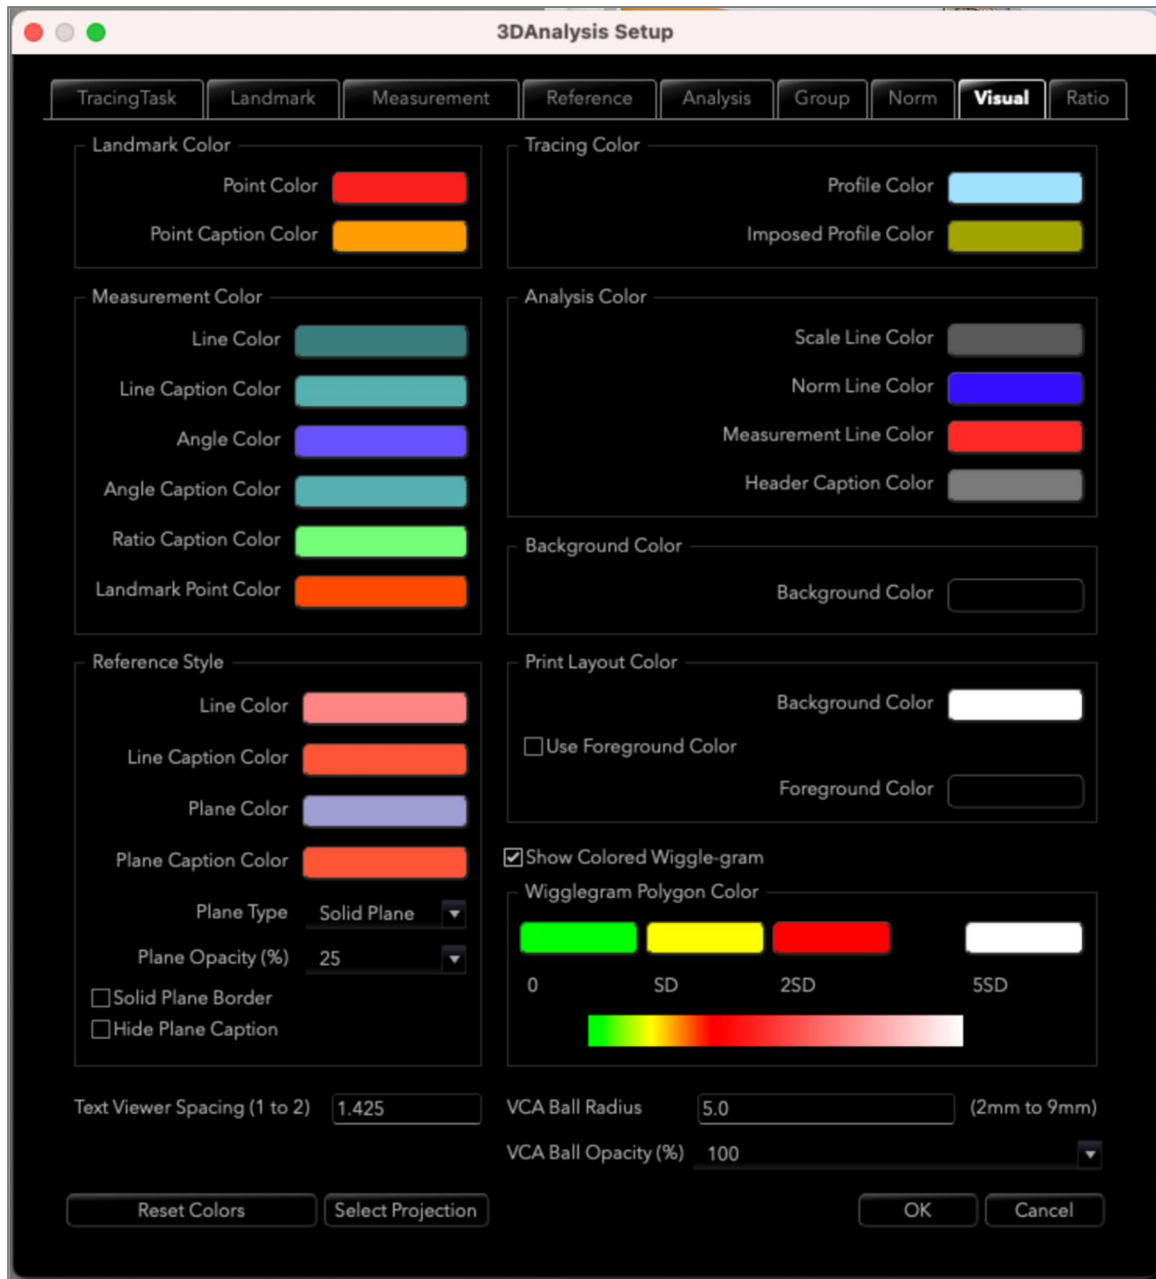 3DAnalysis Setup
TracingTask Landmark Measurement Reference Analysis Group Norm Visual Ratio
Landmark Color
Point Color
Point Caption Color
Tracing Color
Profile Color
Imposed Profile Color
Measurement Color
Line Color
Line Caption Color
Angle Color
Angle Caption Color
Ratio Caption Color
Landmark Point Color
Analysis Color
Scale Line Color
Norm Line Color
Measurement Line Color
Header Caption Color
Background Color
Background Color
Reference Style
Line Color
Line Caption Color
Plane Color
Plane Caption Color
Plane Type Solid Plane
Plane Opacity (%) 25
Solid Plane Border
Hide Plane Caption
Print Layout Color
Background Color
Use Foreground Color
Foreground Color
Show Colored Wiggle-gram
Wigglegram Polygon Color
0 SD 2SD 5SD
Text Viewer Spacing (1 to 2) 1.425
VCA Ball Radius 5.0 (2mm to 9mm)
VCA Ball Opacity (%) 100
Reset Colors Select Projection OK Cancel